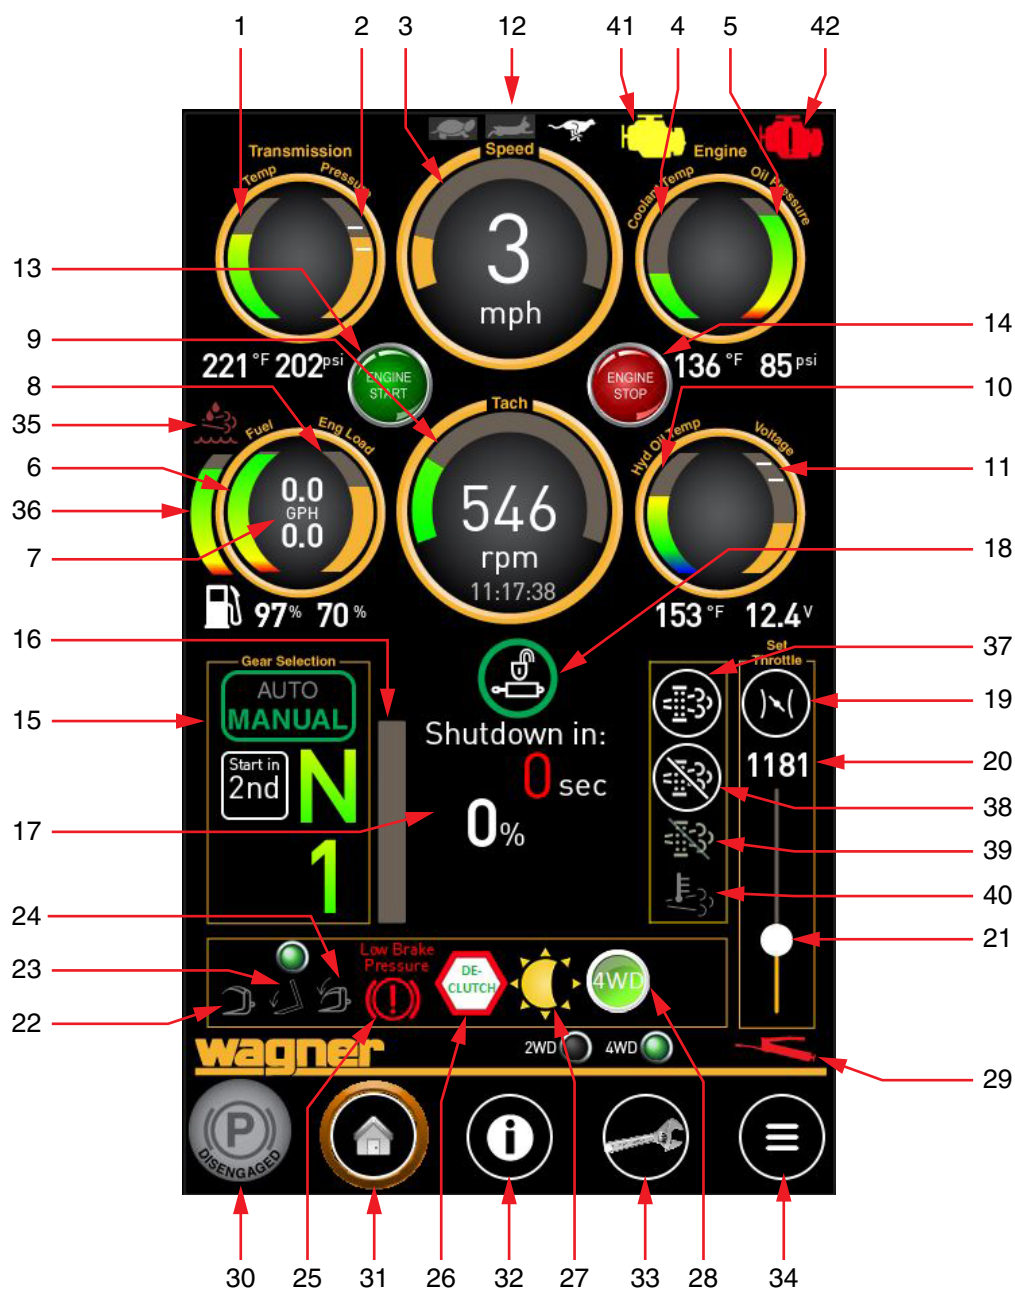 1 2 3 12 41 4 5 42
Transmission
Temp Pressure
Speed
Engine
Coolant Temp Oil Pressure
3
mph
13
9
8
35
6
36
7
14
10
11
18
221 °F 202 psi
ENGINE START
ENGINE STOP
136 °F 85 psi
Fuel Eng Load
Tach
Hyd Oil Temp Voltage
0.0
GPH
0.0
546
rpm
11:17:38
97 % 70 %
153 °F 12.4 V
16
15
17
24
23
22
37
19
20
38
39
40
21
29
Gear Selection
AUTO
MANUAL
Start in
2nd
N
1
Shutdown in:
0 sec
0%
Set
Throttle
1181
Low Brake
Pressure
DE-
CLUTCH
4WD
wagner
2WD 4WD
P
DISENGAGED
i
30 25 31 26 32 27 33 28 34